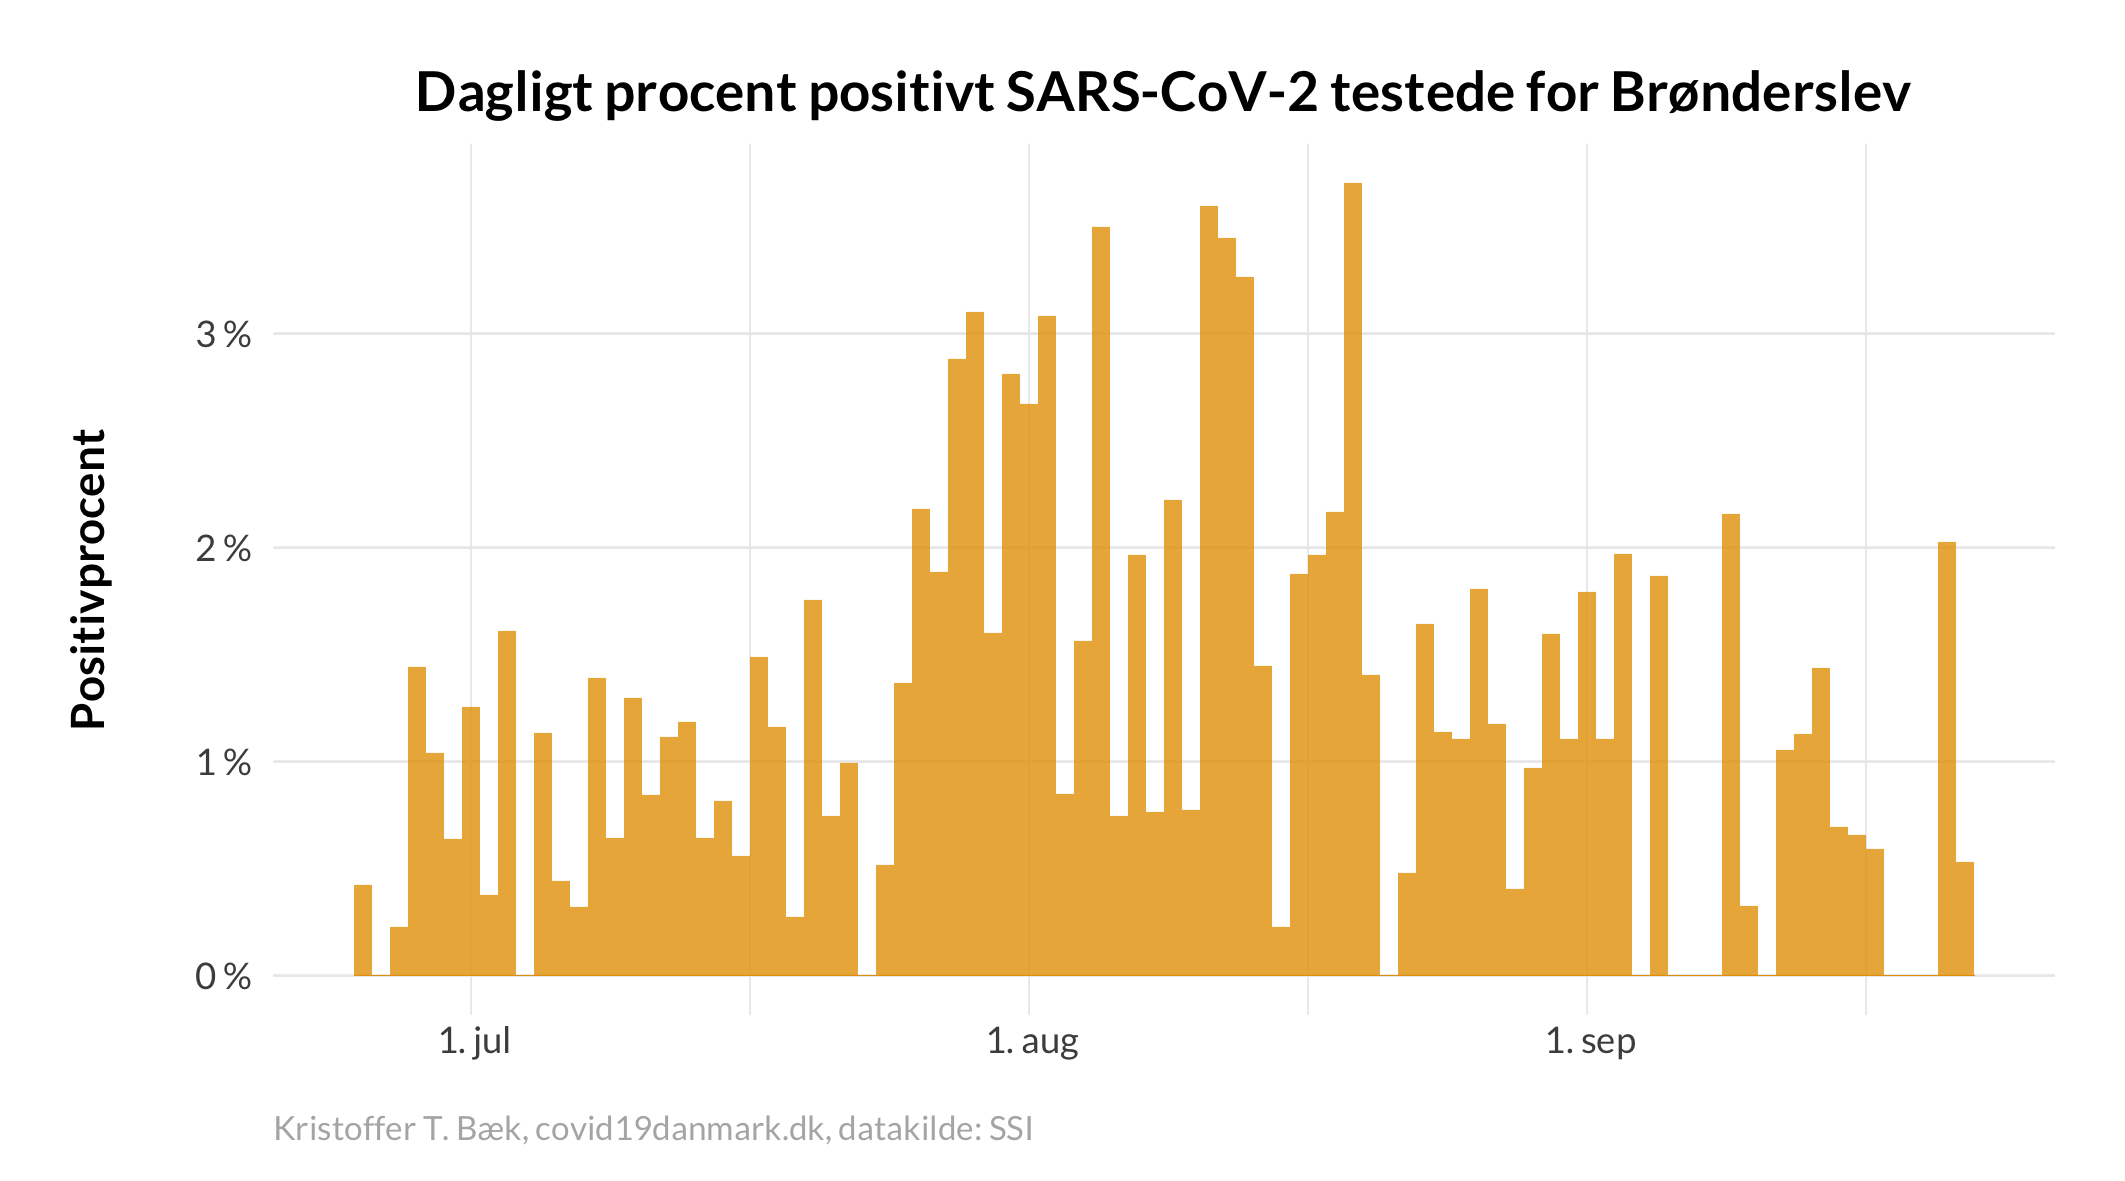 Dagligt procent positivt SARS-CoV-2 testede for Brønderslev
Positivprocent
3 %
2 %
1 %
0 %
1. jul
1. aug
1. sep
Kristoffer T. Bæk, covid19danmark.dk, datakilde: SSI